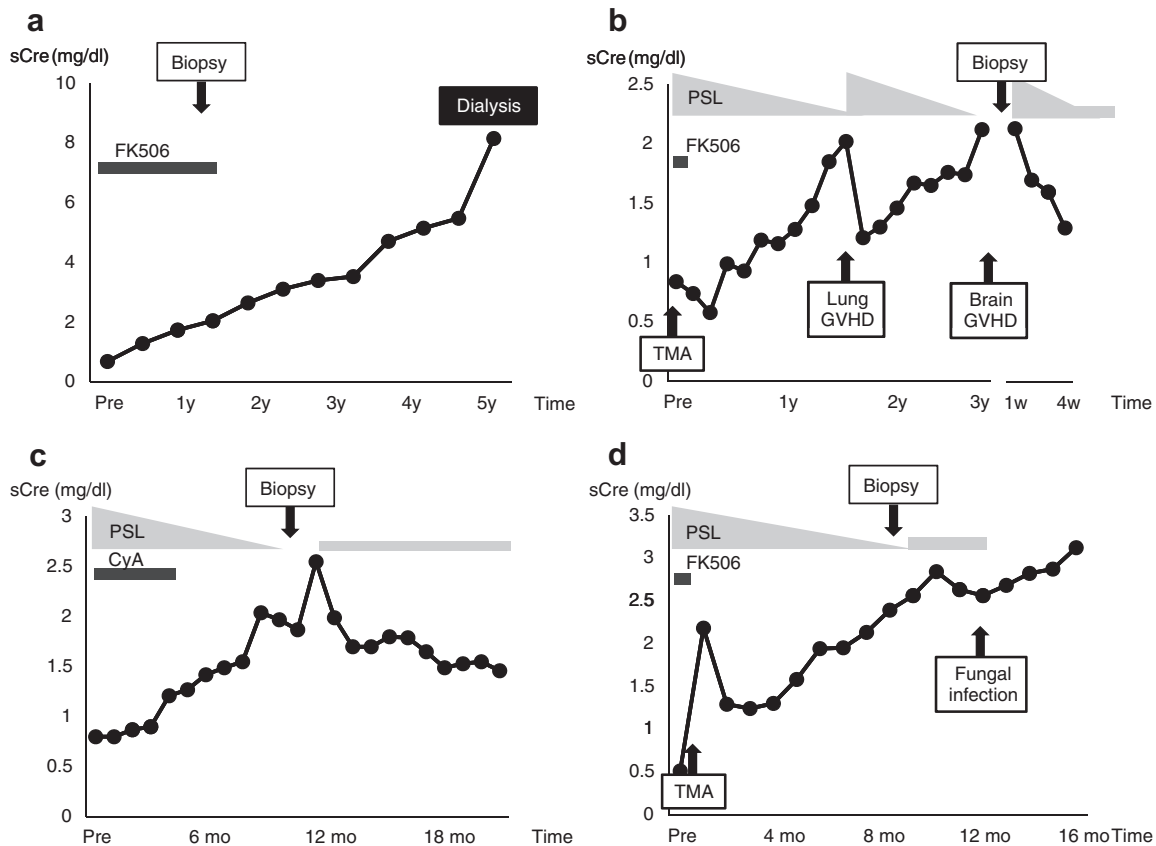 a
sCre (mg/dl)
Biopsy
10
8
6
4
2
0
FK506
Dialysis
Pre 1y 2y 3y 4y 5y Time
b
sCre (mg/dl)
Biopsy
2.5
2
1.5
1
0.5
0
PSL
FK506
TMA
Lung
GVHD
Brain
GVHD
Pre 1y 2y 3y 1w 4w Time
c
sCre (mg/dl)
Biopsy
3
2.5
2
1.5
1
0.5
0
PSL
CyA
Pre 6 mo 12 mo 18 mo Time
d
sCre (mg/dl)
Biopsy
3.5
3
2.5
2
1.5
1
0.5
0
PSL
FK506
TMA
Fungal
infection
Pre 4 mo 8 mo 12 mo 16 mo Time